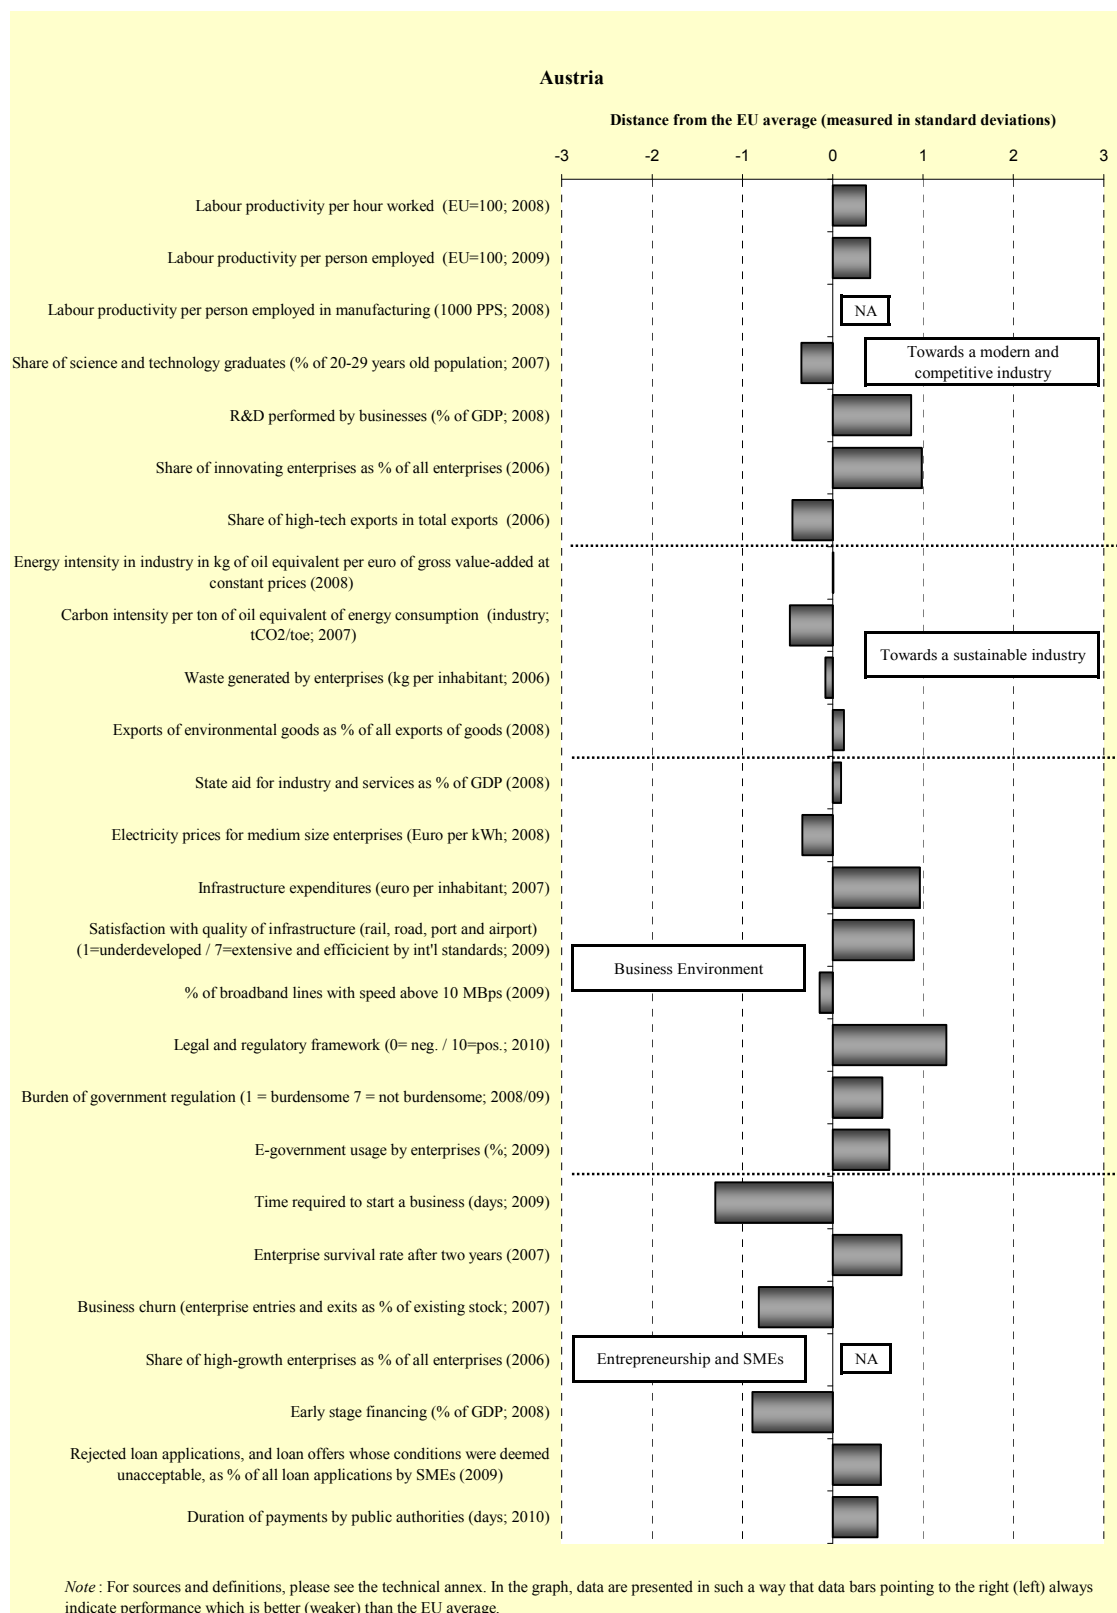 Austria
Distance from the EU average (measured in standard deviations)
-3 -2 -1 0 1 2 3
Labour productivity per hour worked (EU=100; 2008)
Labour productivity per person employed (EU=100; 2009)
Labour productivity per person employed in manufacturing (1000 PPS; 2008)
NA
Share of science and technology graduates (% of 20-29 years old population; 2007)
Towards a modern and
competitive industry
R&D performed by businesses (% of GDP; 2008)
Share of innovating enterprises as % of all enterprises (2006)
Share of high-tech exports in total exports (2006)
Energy intensity in industry in kg of oil equivalent per euro of gross value-added at
constant prices (2008)
Carbon intensity per ton of oil equivalent of energy consumption (industry;
tCO2/toe; 2007)
Towards a sustainable industry
Waste generated by enterprises (kg per inhabitant; 2006)
Exports of environmental goods as % of all exports of goods (2008)
State aid for industry and services as % of GDP (2008)
Electricity prices for medium size enterprises (Euro per kWh; 2008)
Infrastructure expenditures (euro per inhabitant; 2007)
Satisfaction with quality of infrastructure (rail, road, port and airport)
(1=underdeveloped / 7=extensive and efficicient by int'l standards; 2009)
Business Environment
% of broadband lines with speed above 10 MBps (2009)
Legal and regulatory framework (0= neg. / 10=pos.; 2010)
Burden of government regulation (1 = burdensome 7 = not burdensome; 2008/09)
E-government usage by enterprises (%; 2009)
Time required to start a business (days; 2009)
Enterprise survival rate after two years (2007)
Business churn (enterprise entries and exits as % of existing stock; 2007)
Share of high-growth enterprises as % of all enterprises (2006)
Entrepreneurship and SMEs
NA
Early stage financing (% of GDP; 2008)
Rejected loan applications, and loan offers whose conditions were deemed
unacceptable, as % of all loan applications by SMEs (2009)
Duration of payments by public authorities (days; 2010)
Note : For sources and definitions, please see the technical annex. In the graph, data are presented in such a way that data bars pointing to the right (left) always
indicate performance which is better (weaker) than the EU average.